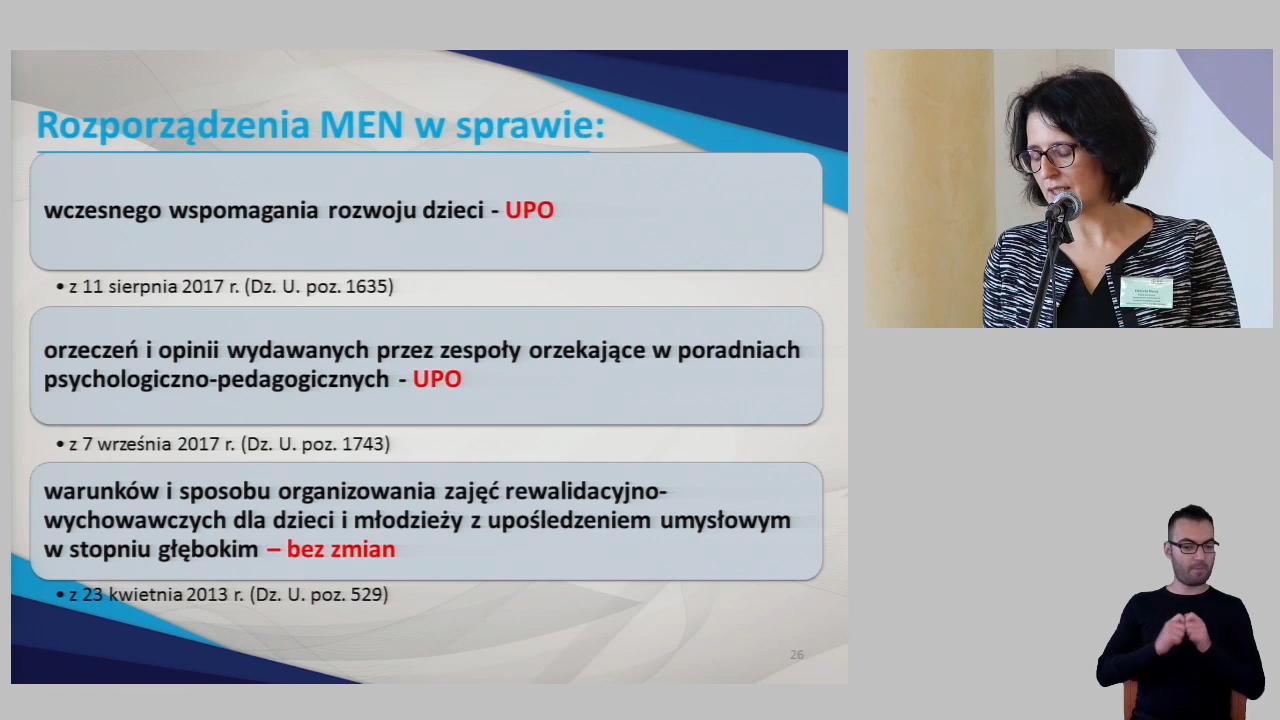 Rozporządzenia MEN w sprawie:
wczesnego wspomagania rozwoju dzieci - UPO
• z 11 sierpnia 2017 r. (Dz. U. poz. 1635)
orzeczeń i opinii wydawanych przez zespoły orzekające w poradniach
psychologiczno-pedagogicznych - UPO
• z 7 września 2017 r. (Dz. U. poz. 1743)
warunków i sposobu organizowania zajęć rewalidacyjno-
wychowawczych dla dzieci i młodzieży z upośledzeniem umysłowym
w stopniu głębokim – bez zmian
• z 23 kwietnia 2013 r. (Dz. U. poz. 529)
26